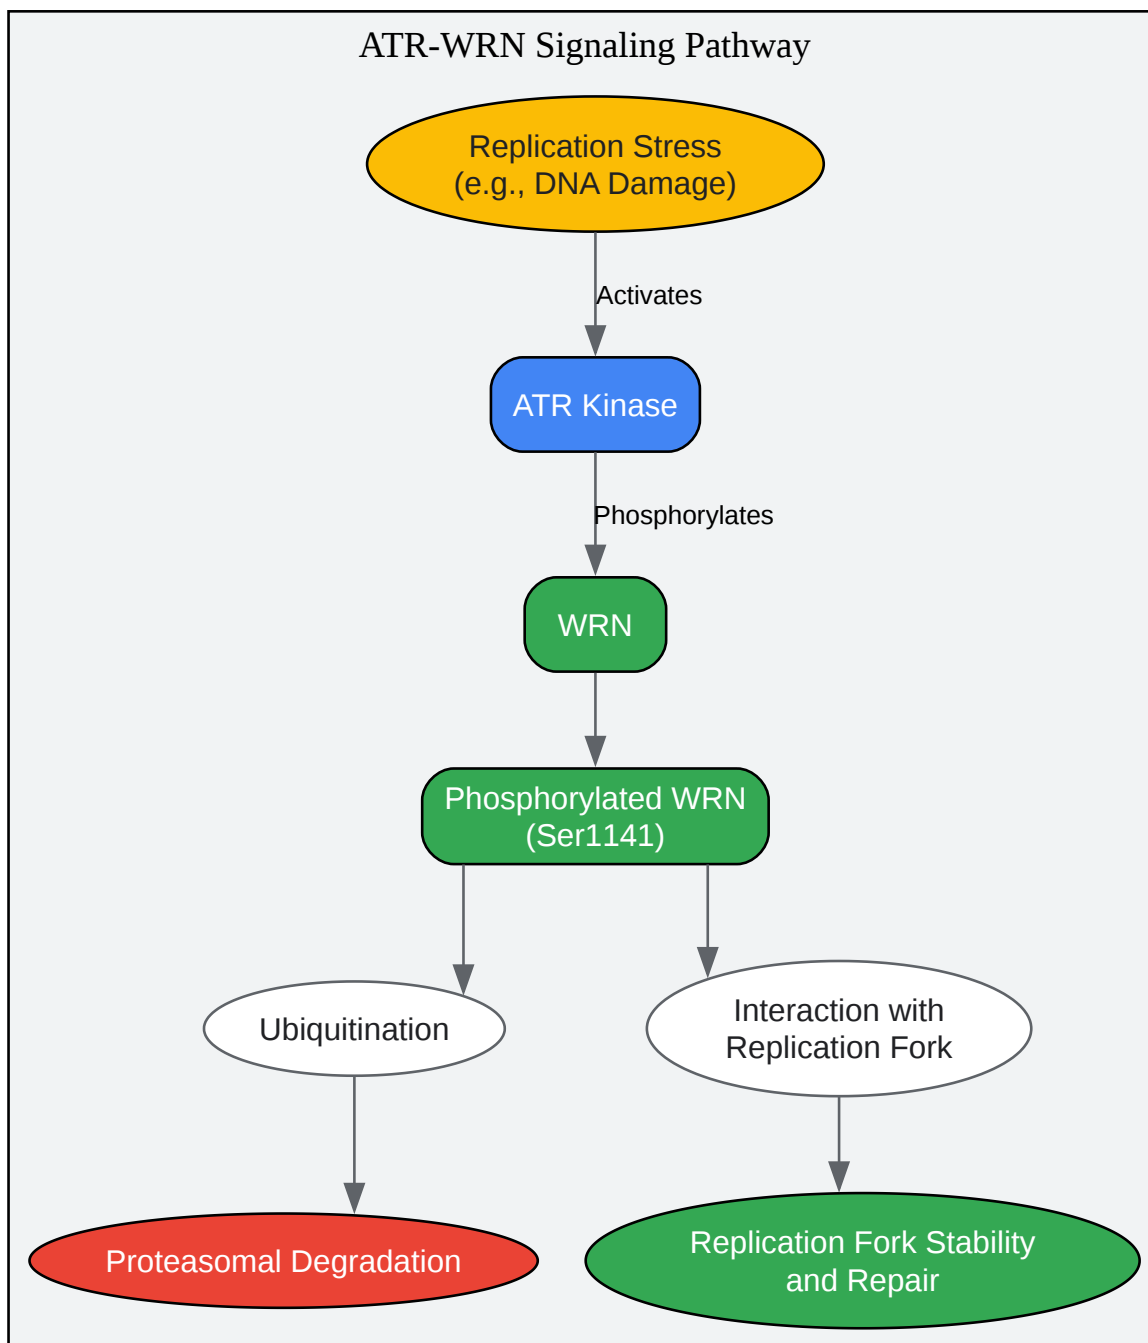 ATR-WRN Signaling Pathway
Replication Stress
(e.g., DNA Damage)
Activates
ATR Kinase
Phosphorylates
WRN
Phosphorylated WRN
(Ser1141)
Ubiquitination
Interaction with
Replication Fork
Proteasomal Degradation
Replication Fork Stability
and Repair